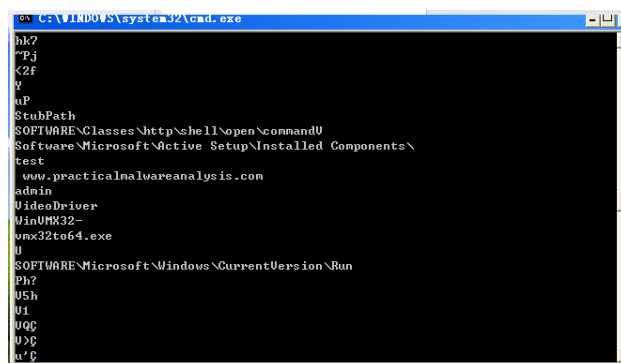 C:\WINDOWS\system32\cmd.exe
hk7
~Pj
<2f
Y
uP
StubPath
SOFTWARE\Classes\http\shell\open\commandV
Software\Microsoft\Active Setup\Installed Components\
test
www.practicalmalwareanalysis.com
admin
VideoDriver
WinVMX32-
vmx32to64.exe
U
SOFTWARE\Microsoft\Windows\CurrentVersion\Run
Ph?
V5h
V1
VQÇ
V>Ç
u'Ç